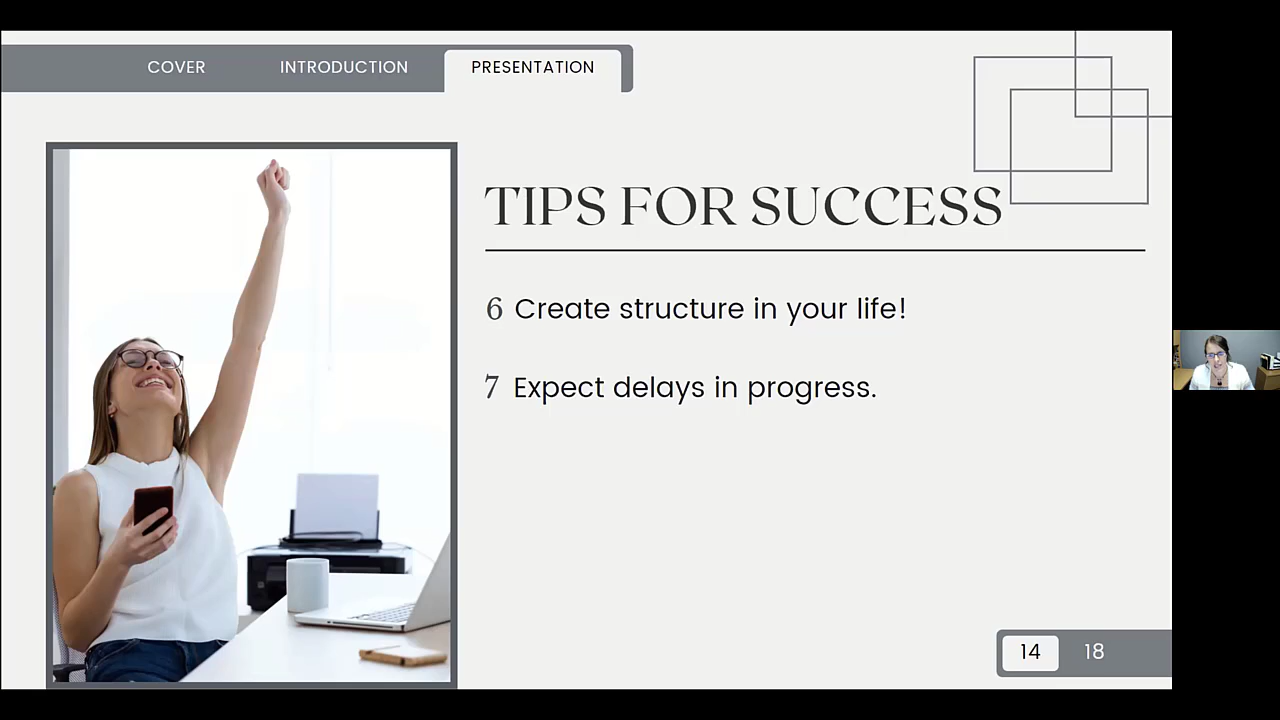 COVER
INTRODUCTION
PRESENTATION
TIPS FOR SUCCESS
6 Create structure in your life!
7 Expect delays in progress.
14 18